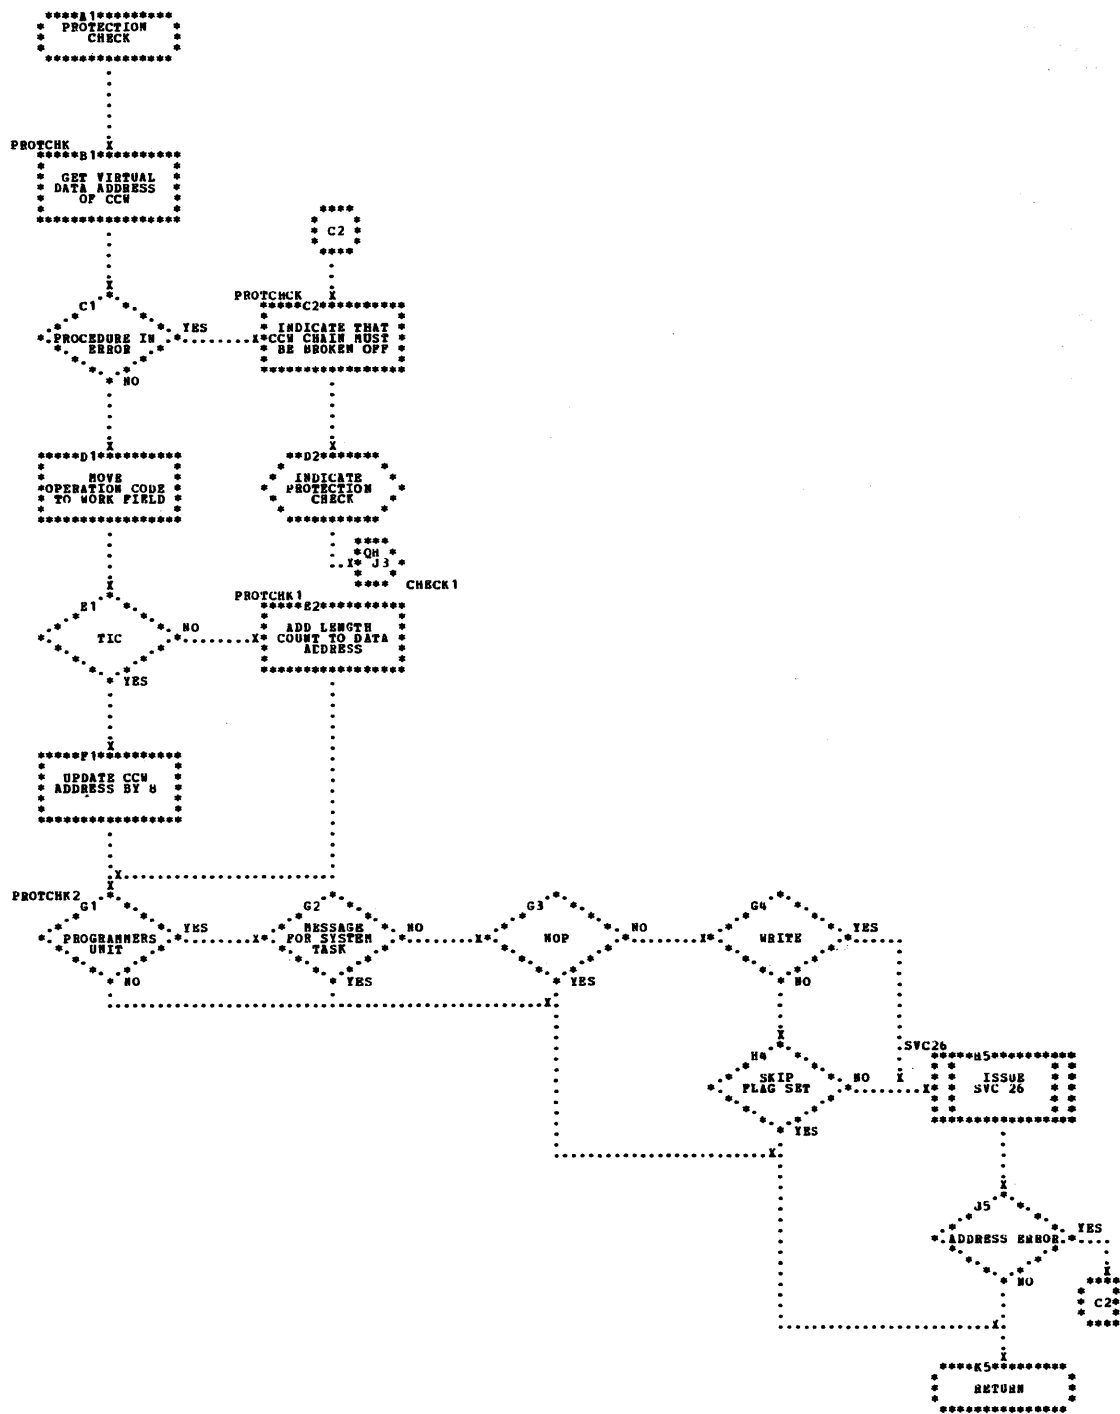 A1
PROTECTION
CHECK
PROTCHK
B1
GET VIRTUAL
DATA ADDRESS
OF CCW
C2
C1
PROCEDURE IN
ERROR
YES
NO
PROTCHCK
C2
INDICATE THAT
CCW CHAIN MUST
BE BROKEN OFF
D1
MOVE
OPERATION CODE
TO WORK FIELD
D2
INDICATE
PROTECTION
CHECK
QH
J3
CHECK1
E1
TIC
NO
YES
PROTCHK1
E2
ADD LENGTH
COUNT TO DATA
ADDRESS
F1
UPDATE CCW
ADDRESS BY 8
PROTCHK2
G1
PROGRAMMERS
UNIT
YES
NO
G2
MESSAGE
FOR SYSTEM
TASK
NO
YES
G3
NOP
NO
YES
G4
WRITE
YES
NO
H4
SKIP
FLAG SET
NO
YES
SVC26
H5
ISSUE
SVC 26
J5
ADDRESS ERROR
YES
NO
C2
K5
RETURN